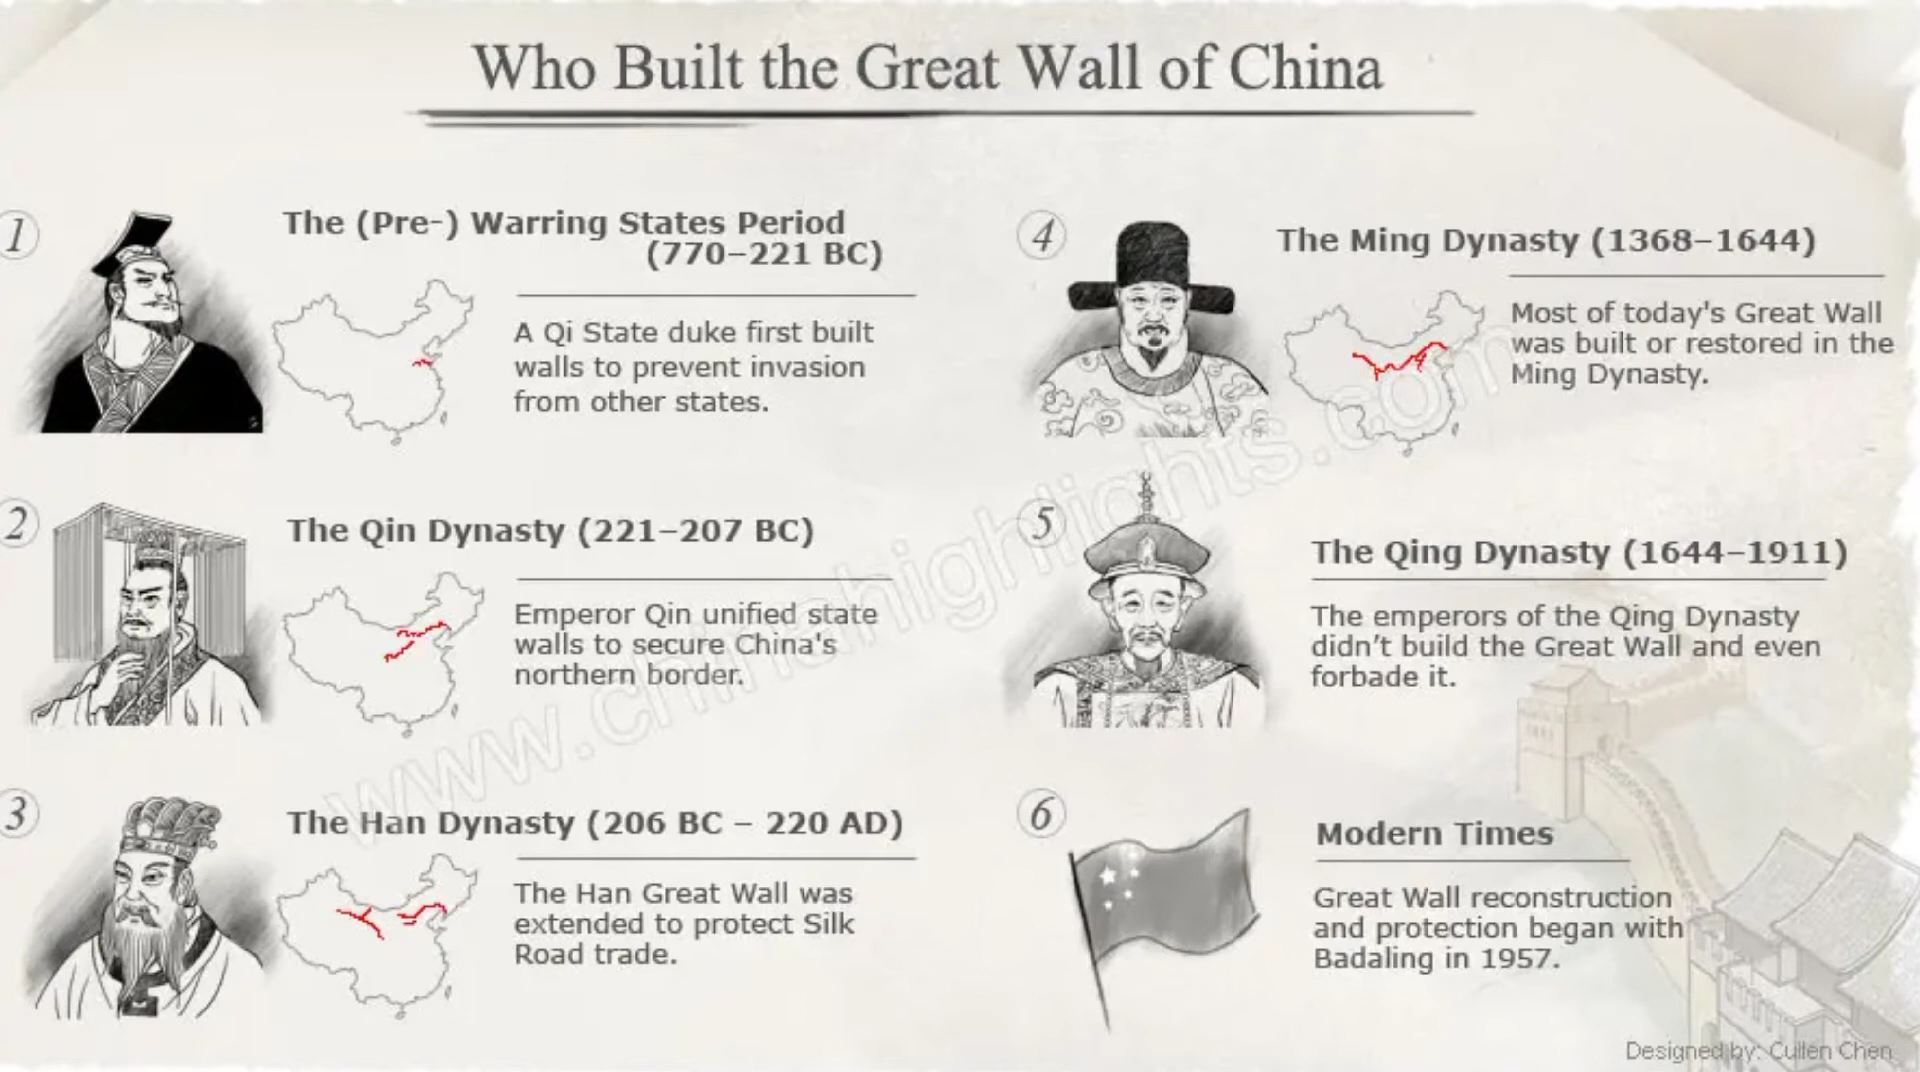 Who Built the Great Wall of China
1
The (Pre-) Warring States Period
(770–221 BC)
A Qi State duke first built
walls to prevent invasion
from other states.
2
The Qin Dynasty (221–207 BC)
Emperor Qin unified state
walls to secure China's
northern border.
3
The Han Dynasty (206 BC – 220 AD)
The Han Great Wall was
extended to protect Silk
Road trade.
4
The Ming Dynasty (1368–1644)
Most of today's Great Wall
was built or restored in the
Ming Dynasty.
5
The Qing Dynasty (1644–1911)
The emperors of the Qing Dynasty
didn’t build the Great Wall and even
forbade it.
6
Modern Times
Great Wall reconstruction
and protection began with
Badaling in 1957.
www.chinahighlights.com
Designed by: Cullen Chen